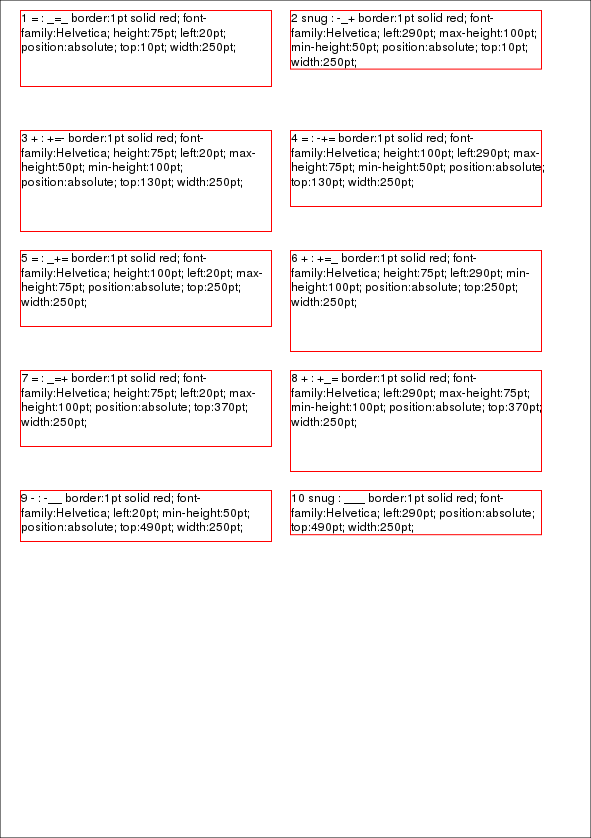 1 = : _=_ border:1pt solid red; font-
family:Helvetica; height:75pt; left:20pt;
position:absolute; top:10pt; width:250pt;
2 snug : -_+ border:1pt solid red; font-
family:Helvetica; left:290pt; max-height:100pt;
min-height:50pt; position:absolute; top:10pt;
width:250pt;
3 + : +=- border:1pt solid red; font-
family:Helvetica; height:75pt; left:20pt; max-
height:50pt; min-height:100pt;
position:absolute; top:130pt; width:250pt;
4 = : -+= border:1pt solid red; font-
family:Helvetica; height:100pt; left:290pt; max-
height:75pt; min-height:50pt; position:absolute;
top:130pt; width:250pt;
5 = : _+= border:1pt solid red; font-
family:Helvetica; height:100pt; left:20pt; max-
height:75pt; position:absolute; top:250pt;
width:250pt;
6 + : +=_ border:1pt solid red; font-
family:Helvetica; height:75pt; left:290pt; min-
height:100pt; position:absolute; top:250pt;
width:250pt;
7 = : _=+ border:1pt solid red; font-
family:Helvetica; height:75pt; left:20pt; max-
height:100pt; position:absolute; top:370pt;
width:250pt;
8 + : +_= border:1pt solid red; font-
family:Helvetica; left:290pt; max-height:75pt;
min-height:100pt; position:absolute; top:370pt;
width:250pt;
9 - : -__ border:1pt solid red; font-
family:Helvetica; left:20pt; min-height:50pt;
position:absolute; top:490pt; width:250pt;
10 snug : ___ border:1pt solid red; font-
family:Helvetica; left:290pt; position:absolute;
top:490pt; width:250pt;